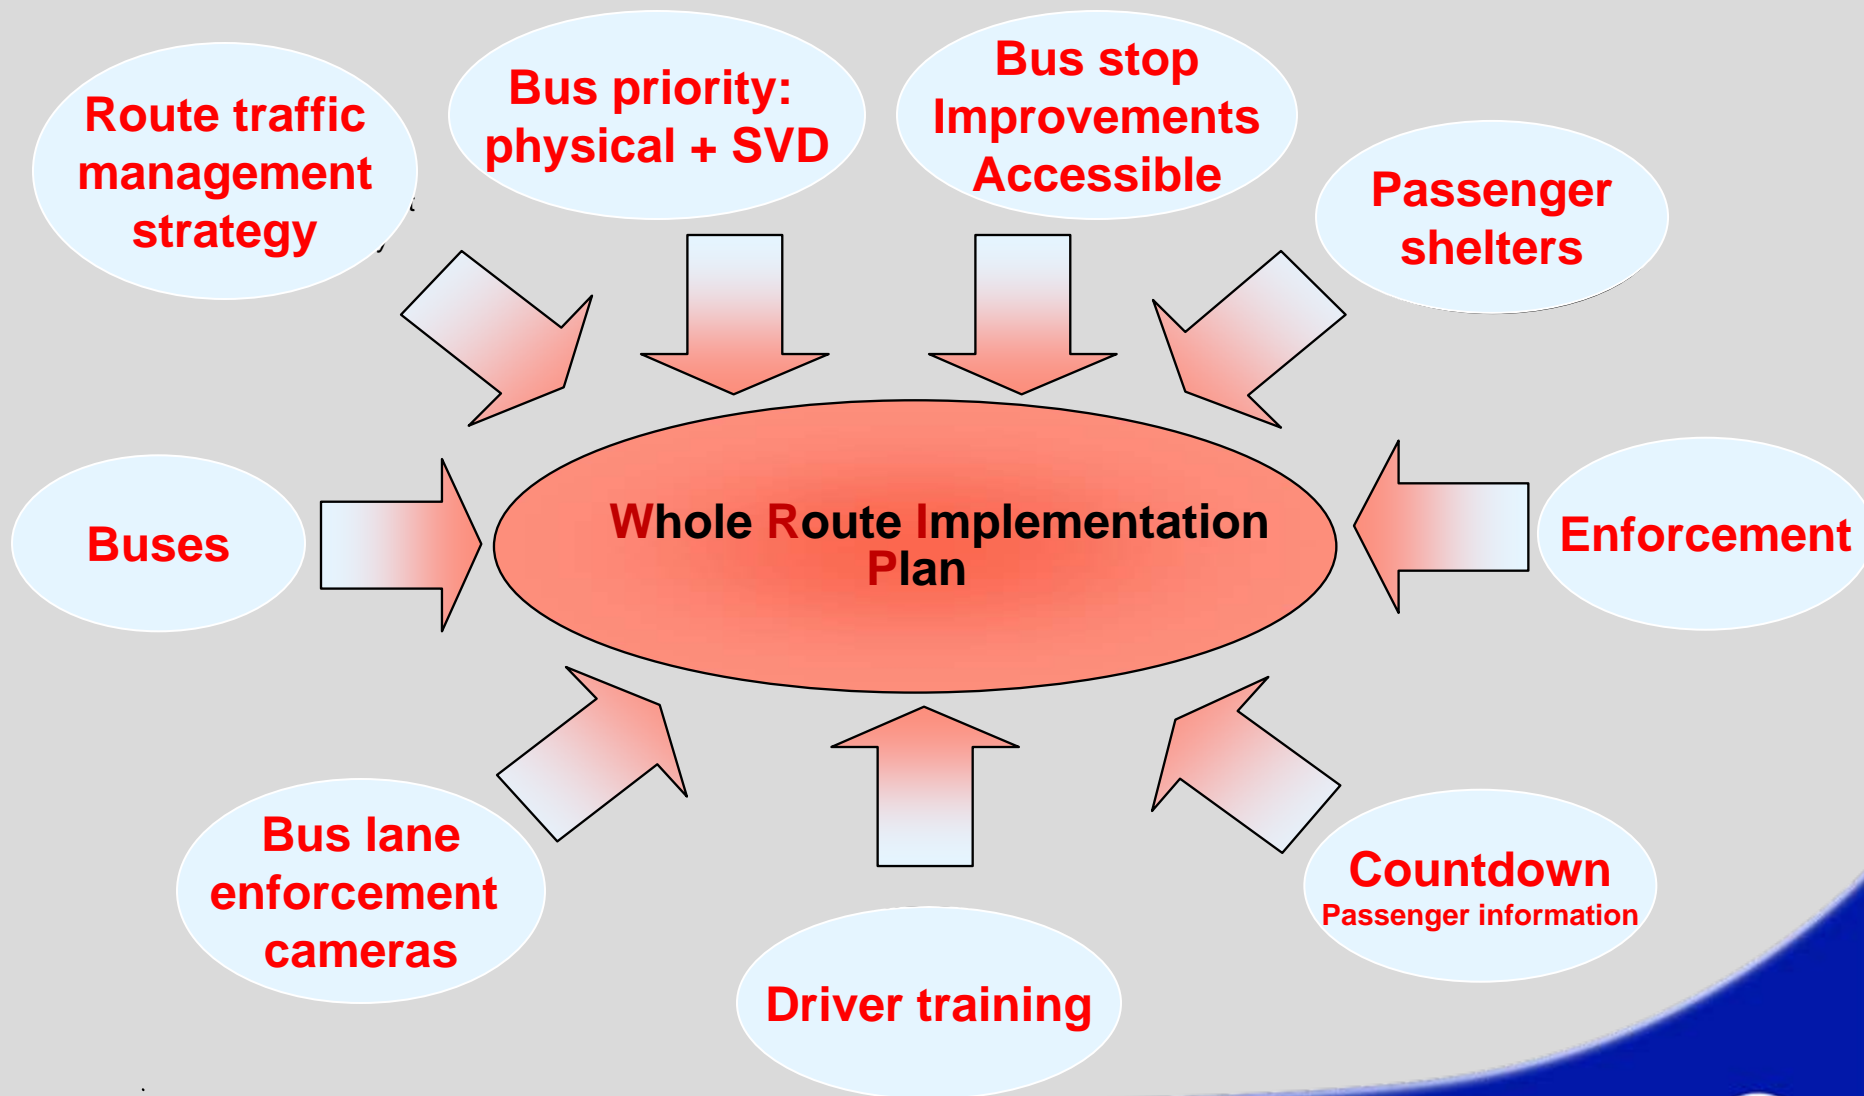 Route traffic
management
strategy
Bus priority:
physical + SVD
Bus stop
Improvements
Accessible
Passenger
shelters
Buses
Whole Route Implementation
Plan
Enforcement
Bus lane
enforcement
cameras
Driver training
Countdown
Passenger information